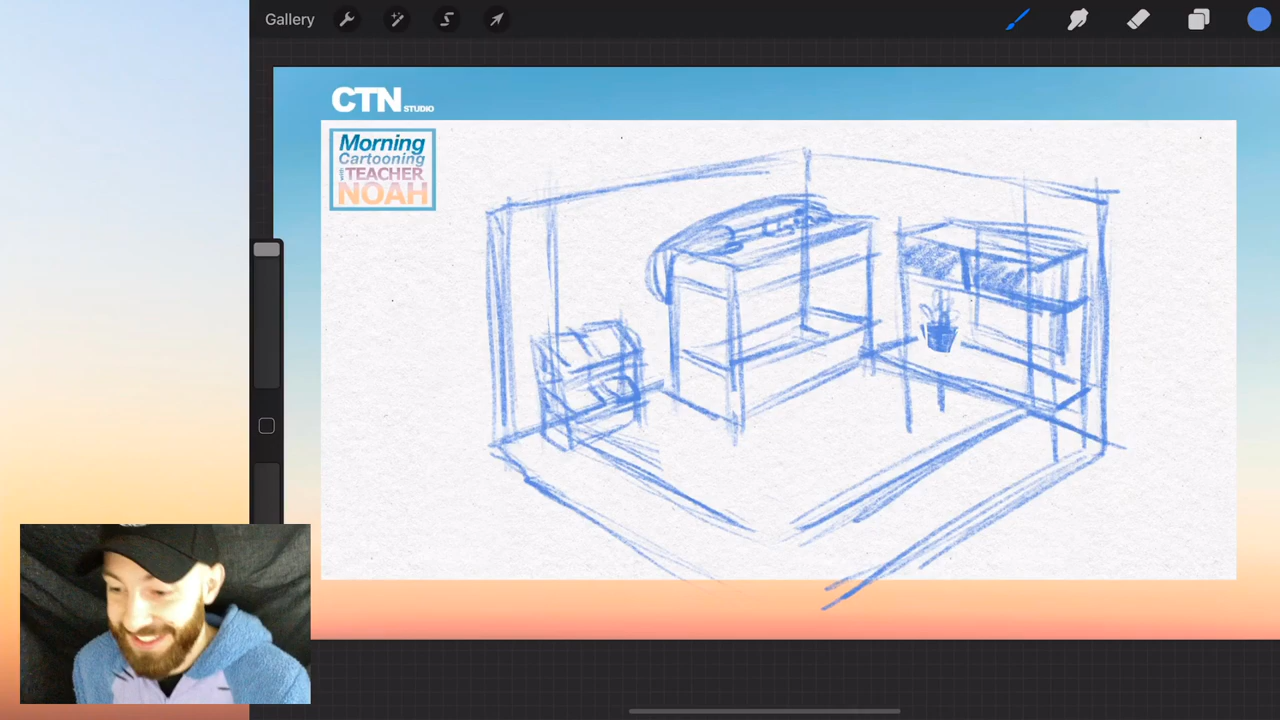 Gallery
CTN STUDIO
Morning
Cartooning
with TEACHER
NOAH